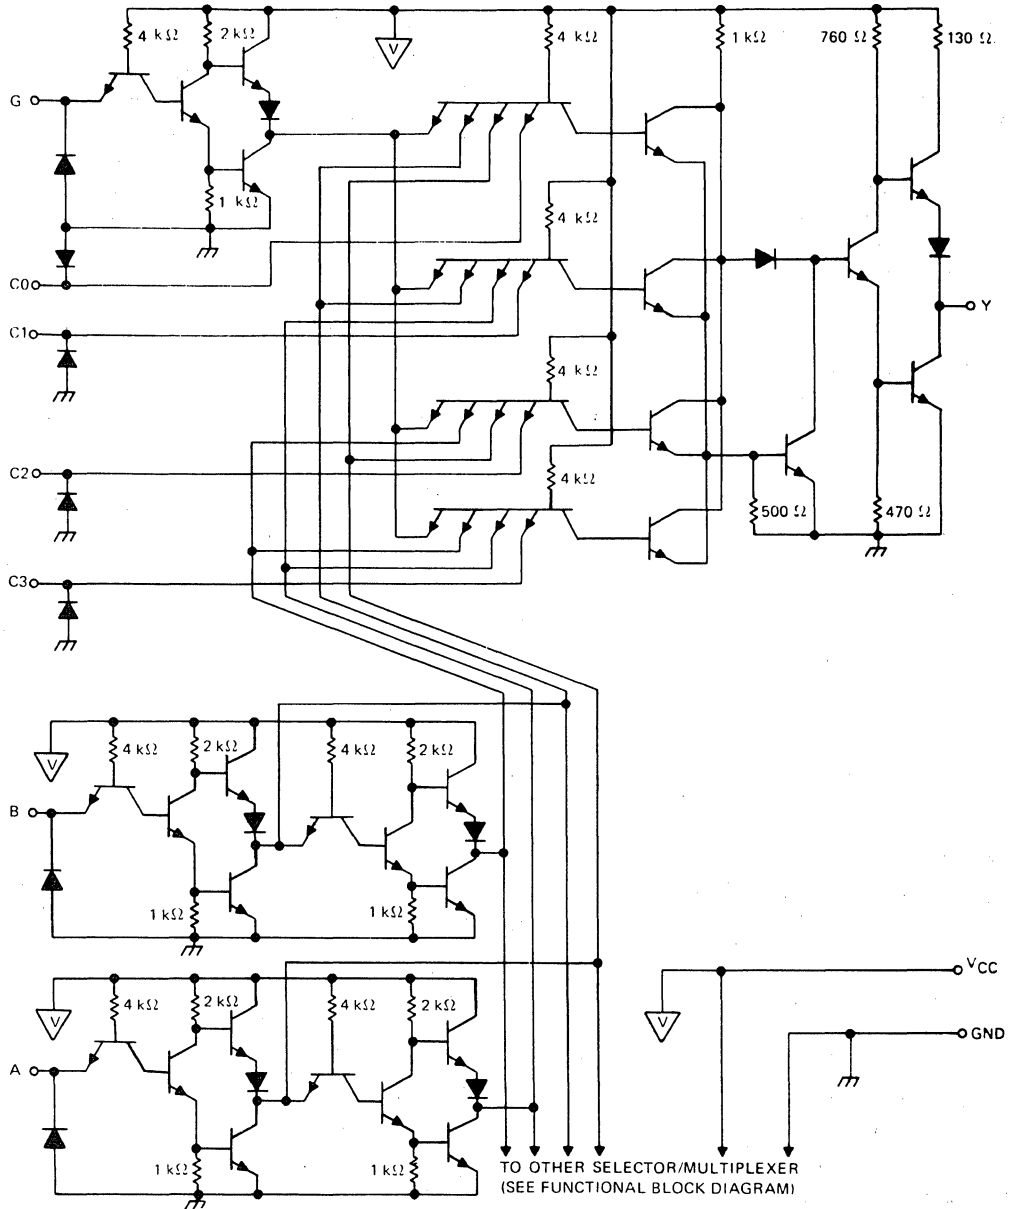 4 kΩ 2 kΩ V 4 kΩ 1 kΩ 760 Ω 130 Ω
G
1 kΩ
4 kΩ
C0
C1
Y
4 kΩ
C2
4 kΩ
500 Ω 470 Ω
C3
V 4 kΩ 2 kΩ 4 kΩ 2 kΩ
B
1 kΩ 1 kΩ
VCC
V 4 kΩ 2 kΩ 4 kΩ 2 kΩ V
GND
A
1 kΩ 1 kΩ
TO OTHER SELECTOR/MULTIPLEXER
(SEE FUNCTIONAL BLOCK DIAGRAM)